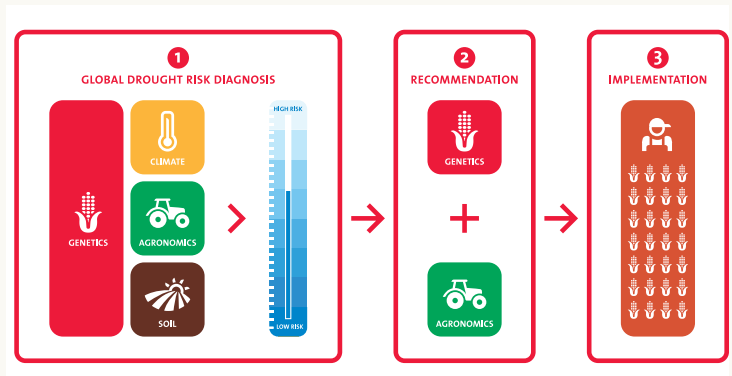 1
GLOBAL DROUGHT RISK DIAGNOSIS
GENETICS
CLIMATE
AGRONOMICS
SOIL
HIGH RISK
LOW RISK
2
RECOMMENDATION
GENETICS
+
AGRONOMICS
3
IMPLEMENTATION